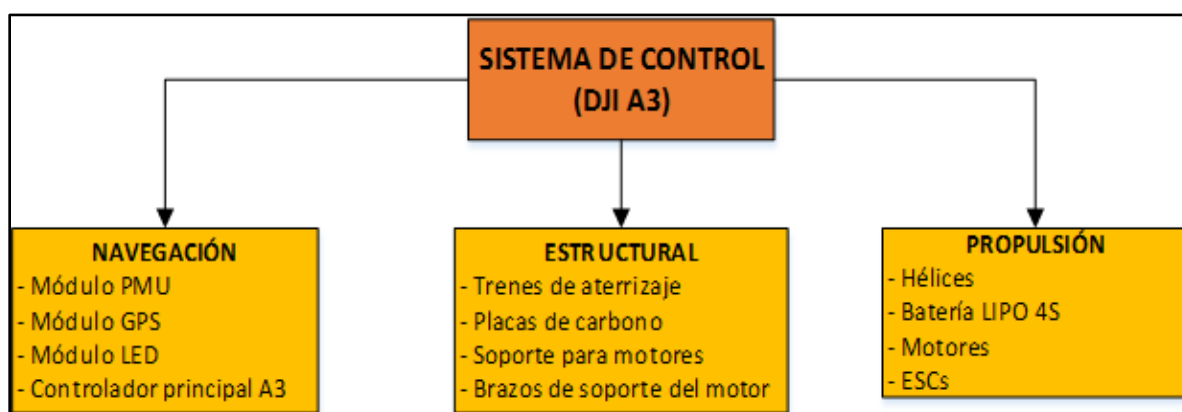 SISTEMA DE CONTROL
(DJI A3)
NAVEGACIÓN
- Módulo PMU
- Módulo GPS
- Módulo LED
- Controlador principal A3
ESTRUCTURAL
- Trenes de aterrizaje
- Placas de carbono
- Soporte para motores
- Brazos de soporte del motor
PROPULSIÓN
- Hélices
- Batería LIPO 4S
- Motores
- ESCs